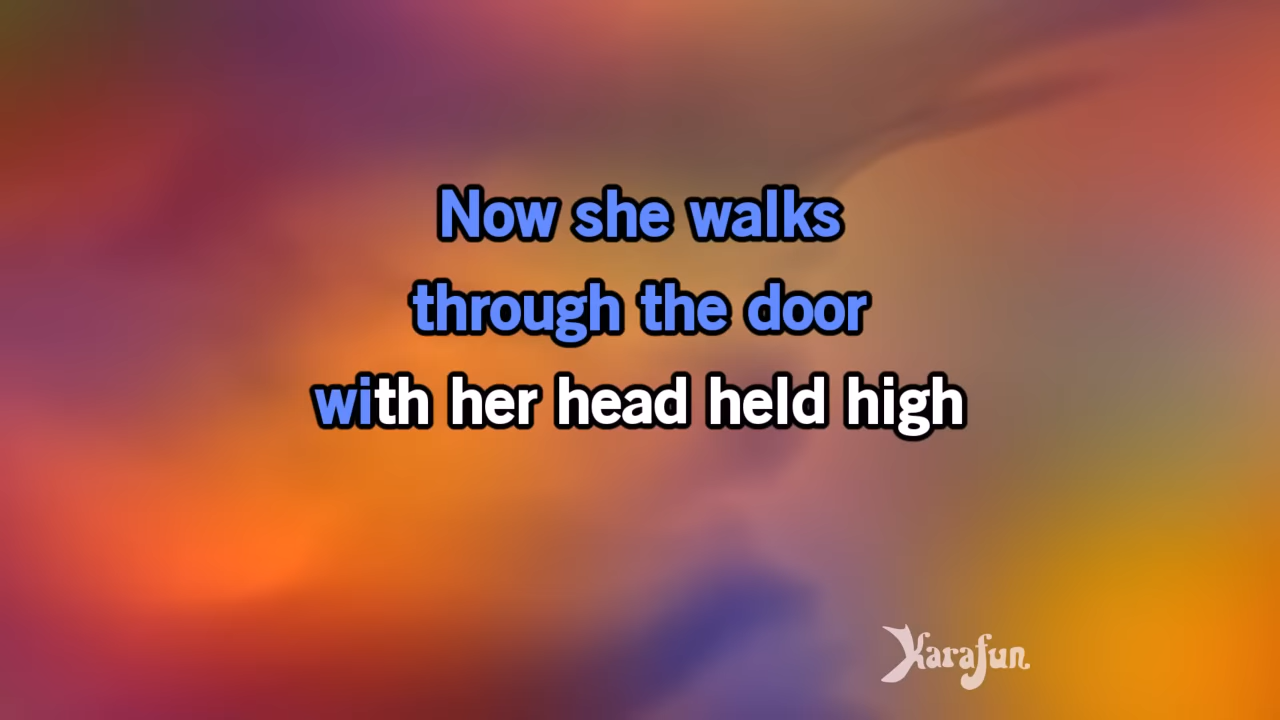 Now she walks
through the door
with her head held high
Karafun